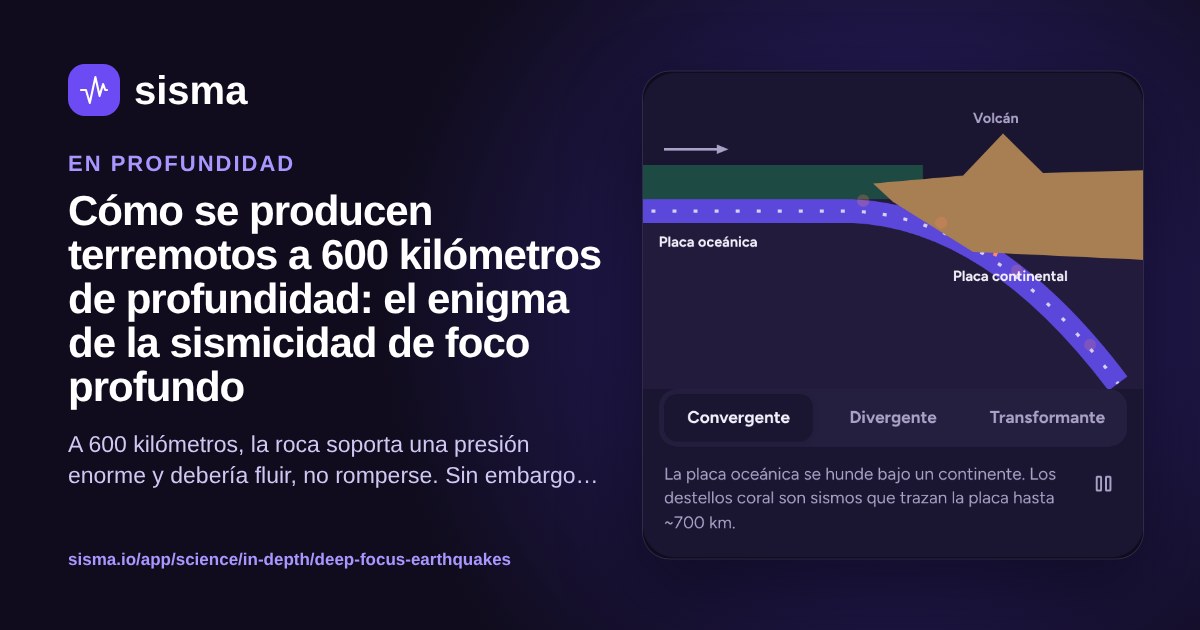 sisma
EN PROFUNDIDAD
Cómo se producen
terremotos a 600 kilómetros
de profundidad: el enigma
de la sismicidad de foco
profundo
A 600 kilómetros, la roca soporta una presión
enorme y debería fluir, no romperse. Sin embargo…
sisma.io/app/science/in-depth/deep-focus-earthquakes
Volcán
Placa oceánica
Placa continental
Convergente
Divergente
Transformante
La placa oceánica se hunde bajo un continente. Los
destellos coral son sismos que trazan la placa hasta
~700 km.